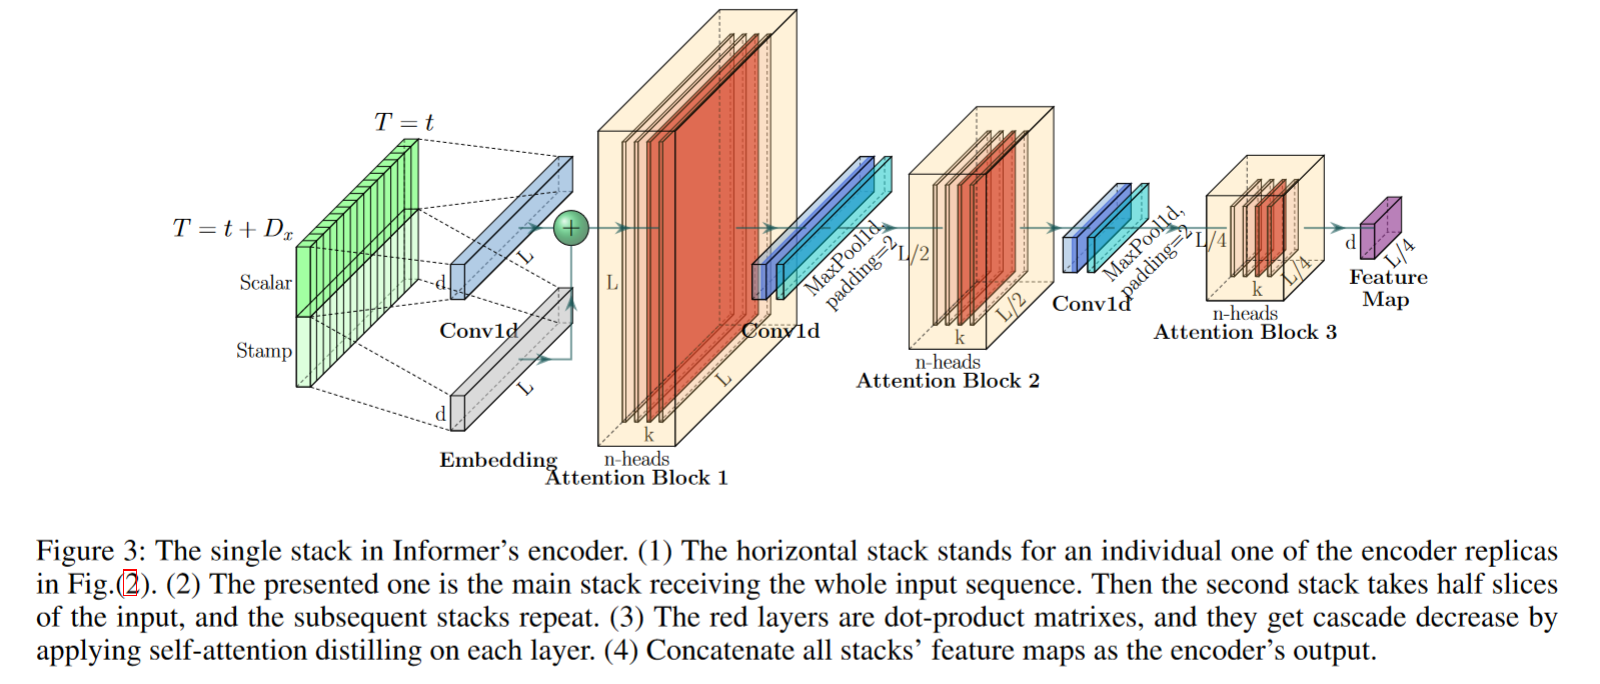 T = t
T = t + Dx
Scalar
Stamp
d
L
Conv1d
d
L
Embedding
L
k
L
n-heads
Attention Block 1
Conv1d
MaxPool1d,
padding=2
L/2
k
L/2
n-heads
Attention Block 2
Conv1d
MaxPool1d,
padding=2
L/4
k
L/4
n-heads
Attention Block 3
d
L/4
Feature
Map
Figure 3: The single stack in Informer's encoder. (1) The horizontal stack stands for an individual one of the encoder replicas
in Fig.(2). (2) The presented one is the main stack receiving the whole input sequence. Then the second stack takes half slices
of the input, and the subsequent stacks repeat. (3) The red layers are dot-product matrixes, and they get cascade decrease by
applying self-attention distilling on each layer. (4) Concatenate all stacks' feature maps as the encoder's output.